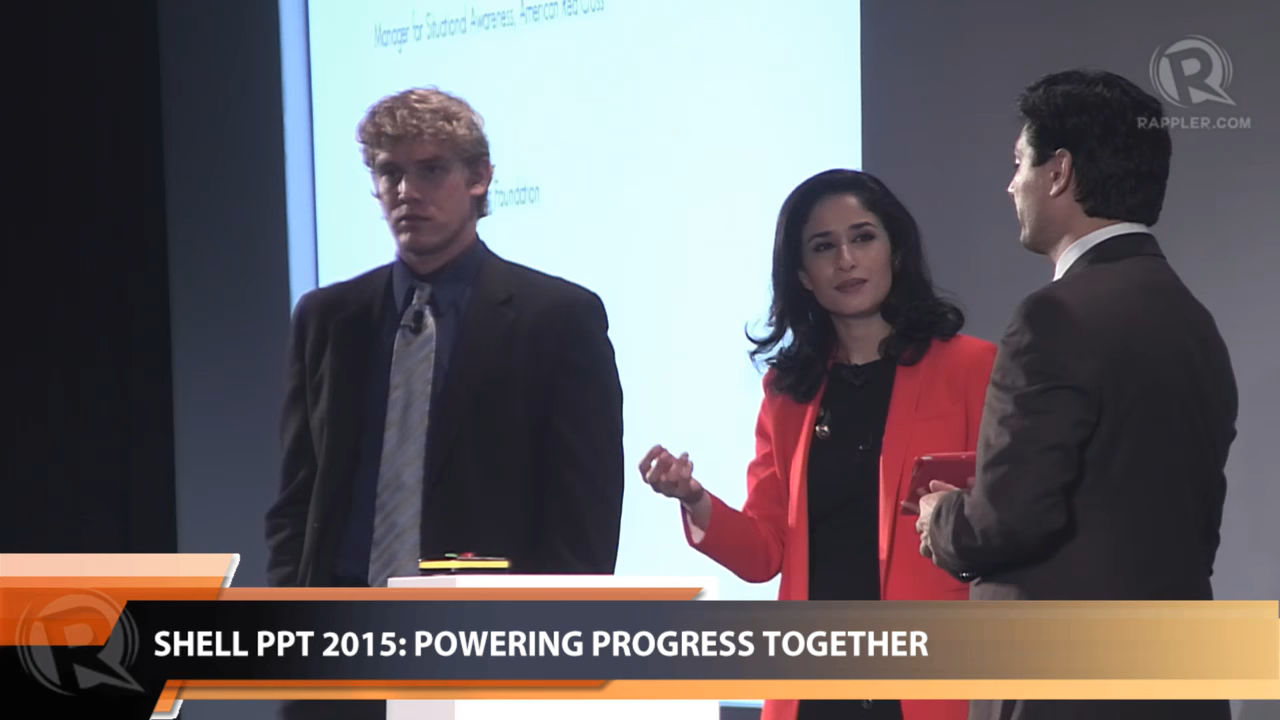 Manager for Situational Awareness, American Red Cross
Foundation
R
RAPPLER.COM
SHELL PPT 2015: POWERING PROGRESS TOGETHER